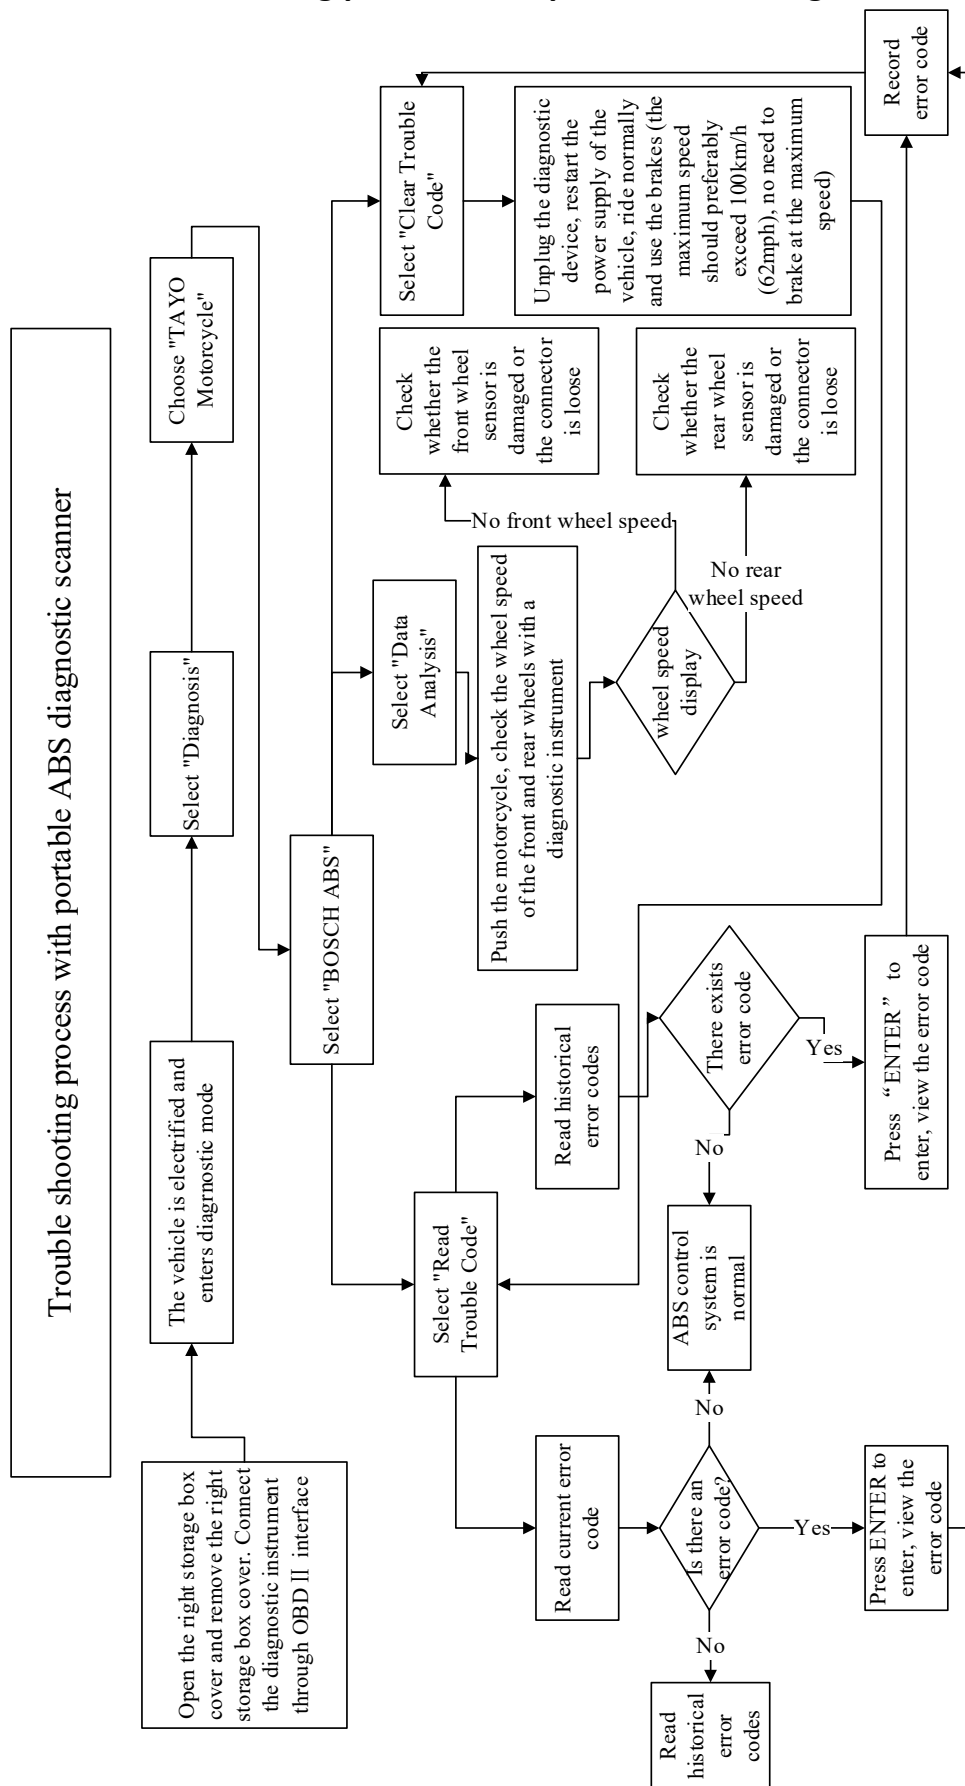 Trouble shooting process with portable ABS diagnostic scanner
Open the right storage box
cover and remove the right
storage box cover. Connect
the diagnostic instrument
through OBD II interface
The vehicle is electrified and
enters diagrnostic mode
Select "Diagnosis"
Choose "TAYO
Motorcycle"
Select "BOSCH ABS"
Select "Read
Trouble Code"
Select "Data
Analysis"
Select "Clear Trouble
Code"
Read current error
code
Read historical
error codes
Push the motorcycle, check the wheel speed
of the front and rear wheels with a
diagnostic instrument
Check
whether the
front wheel
sensor is
damaged or
the connector
is loose
Unplug the diagnostic
device, restart the
power supply of the
vehicle, ride normally
and use the brakes (the
maximum speed
should preferably
exceed 100km/h
(62mph), no need to
brake at the maximum
speed)
No front wheel speed
Read
historical
error
codes
No
Is there an
error code?
No
ABS control
system is
normal
No
There exists
error code
wheel speed
display
No rear
wheel speed
Check
whether the
rear wheel
sensor is
damaged or
the connector
is loose
Yes
Yes
Press ENTER to
enter, view the
error code
Press “ENTER” to
enter, view the error code
Record
error code